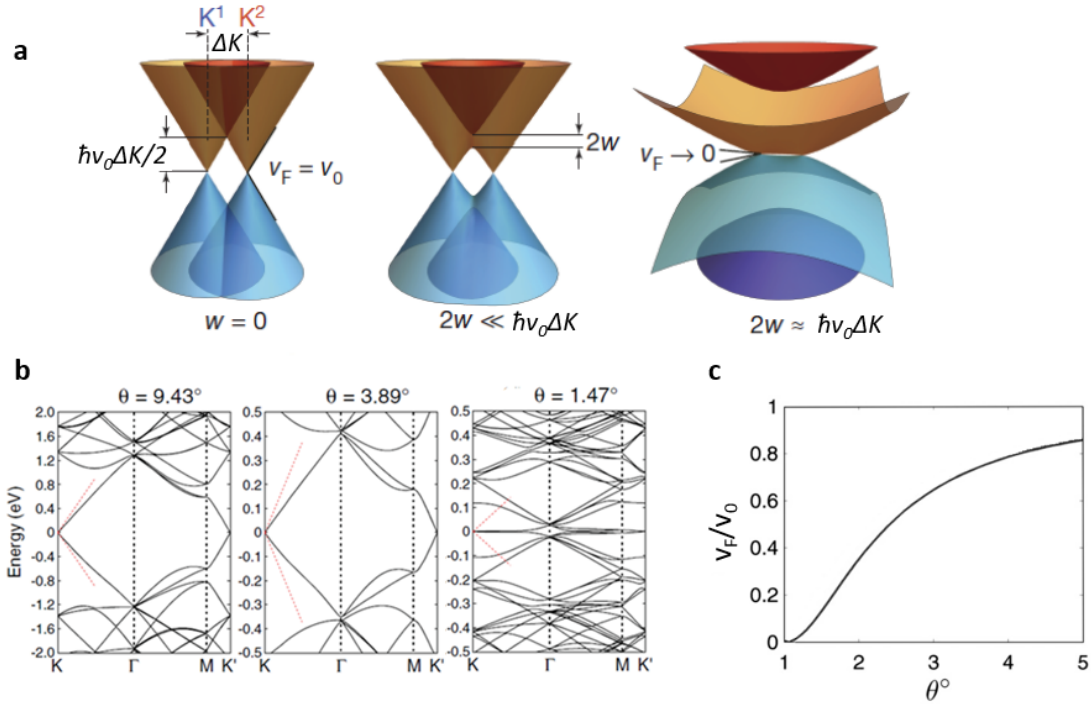 a
K¹ K²
ΔK
ħv₀ΔK/2
v_F = v₀
w = 0
2w
2w ≪ ħv₀ΔK
v_F → 0
2w ≈ ħv₀ΔK
b
θ = 9.43° θ = 3.89° θ = 1.47°
Energy (eV)
2.0
1.6
1.2
0.8
0.4
0
-0.4
-0.8
-1.2
-1.6
-2.0
K Γ M K'
0.5
0.4
0.3
0.2
0.1
0
-0.1
-0.2
-0.3
-0.4
-0.5
K Γ M K'
0.5
0.4
0.3
0.2
0.1
0
-0.1
-0.2
-0.3
-0.4
-0.5
K Γ M K'
c
v_F/v₀
1
0.8
0.6
0.4
0.2
0
1 2 3 4 5
θ°